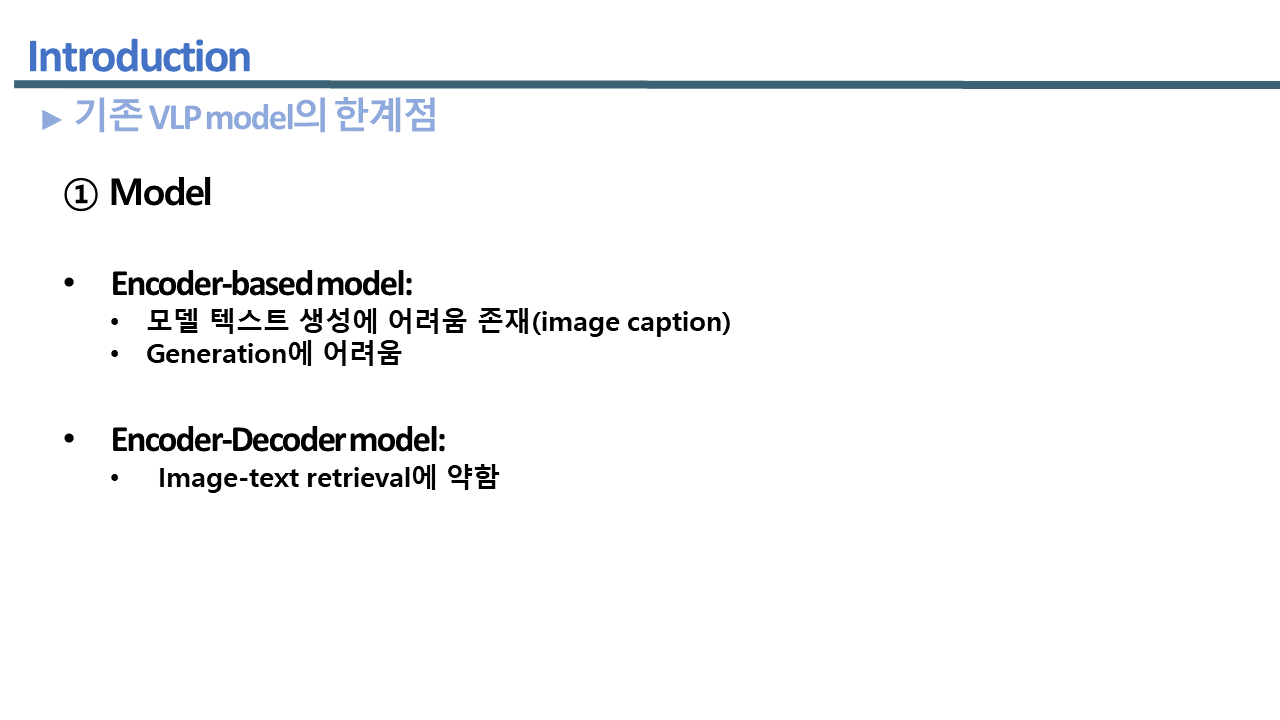 Introduction
► 기존 VLP model의 한계점
① Model
• Encoder-based model:
• 모델 텍스트 생성에 어려움 존재(image caption)
• Generation에 어려움
• Encoder-Decoder model:
• Image-text retrieval에 약함